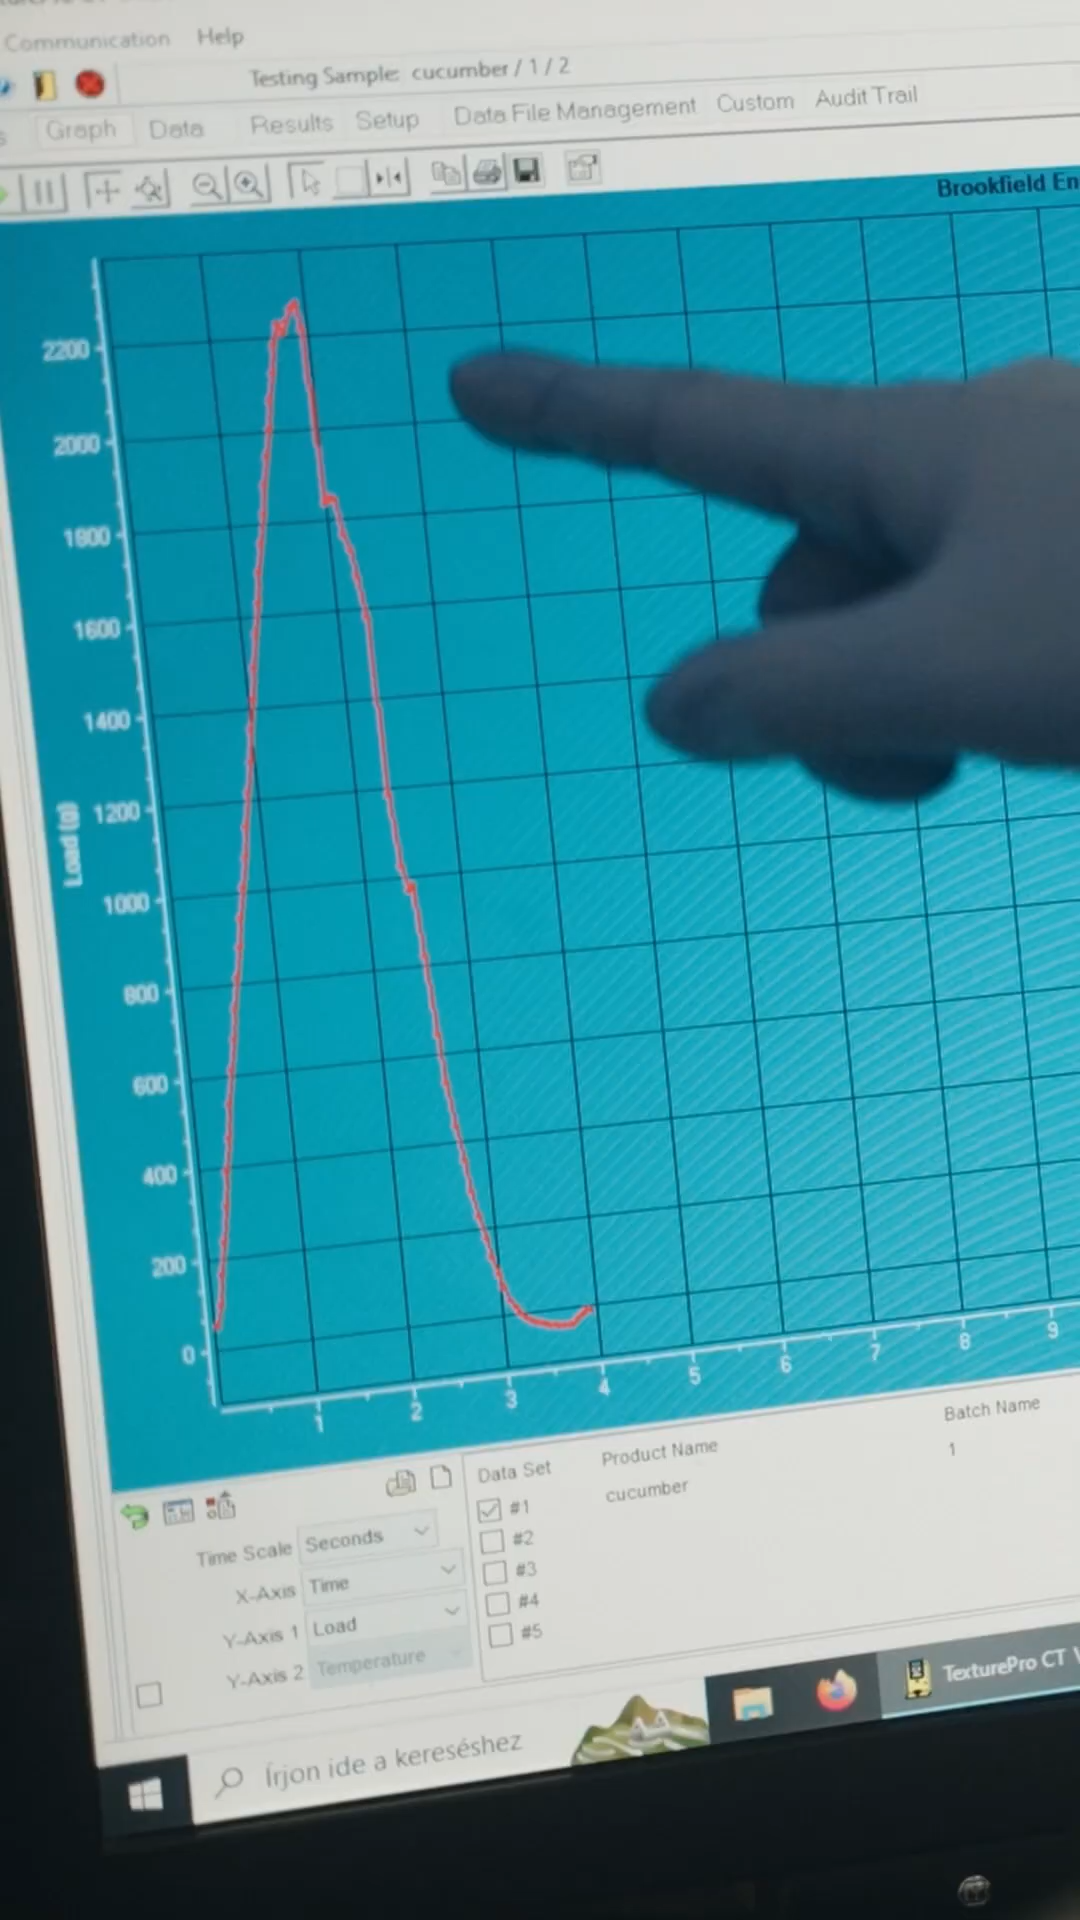 Communication Help
Testing Sample: cucumber / 1 / 2
Graph Data Results Setup Data File Management Custom Audit Trail
Brookfield En
2200
2000
1800
1600
1400
1200
1000
800
600
400
200
0
Load (g)
1 2 3 4 5 6 7 8 9
Data Set Product Name Batch Name
#1 cucumber 1
#2
#3
#4
#5
Time Scale Seconds
X-Axis Time
Y-Axis 1 Load
Y-Axis 2 Temperature
Írjon ide a kereséshez
TexturePro CT V